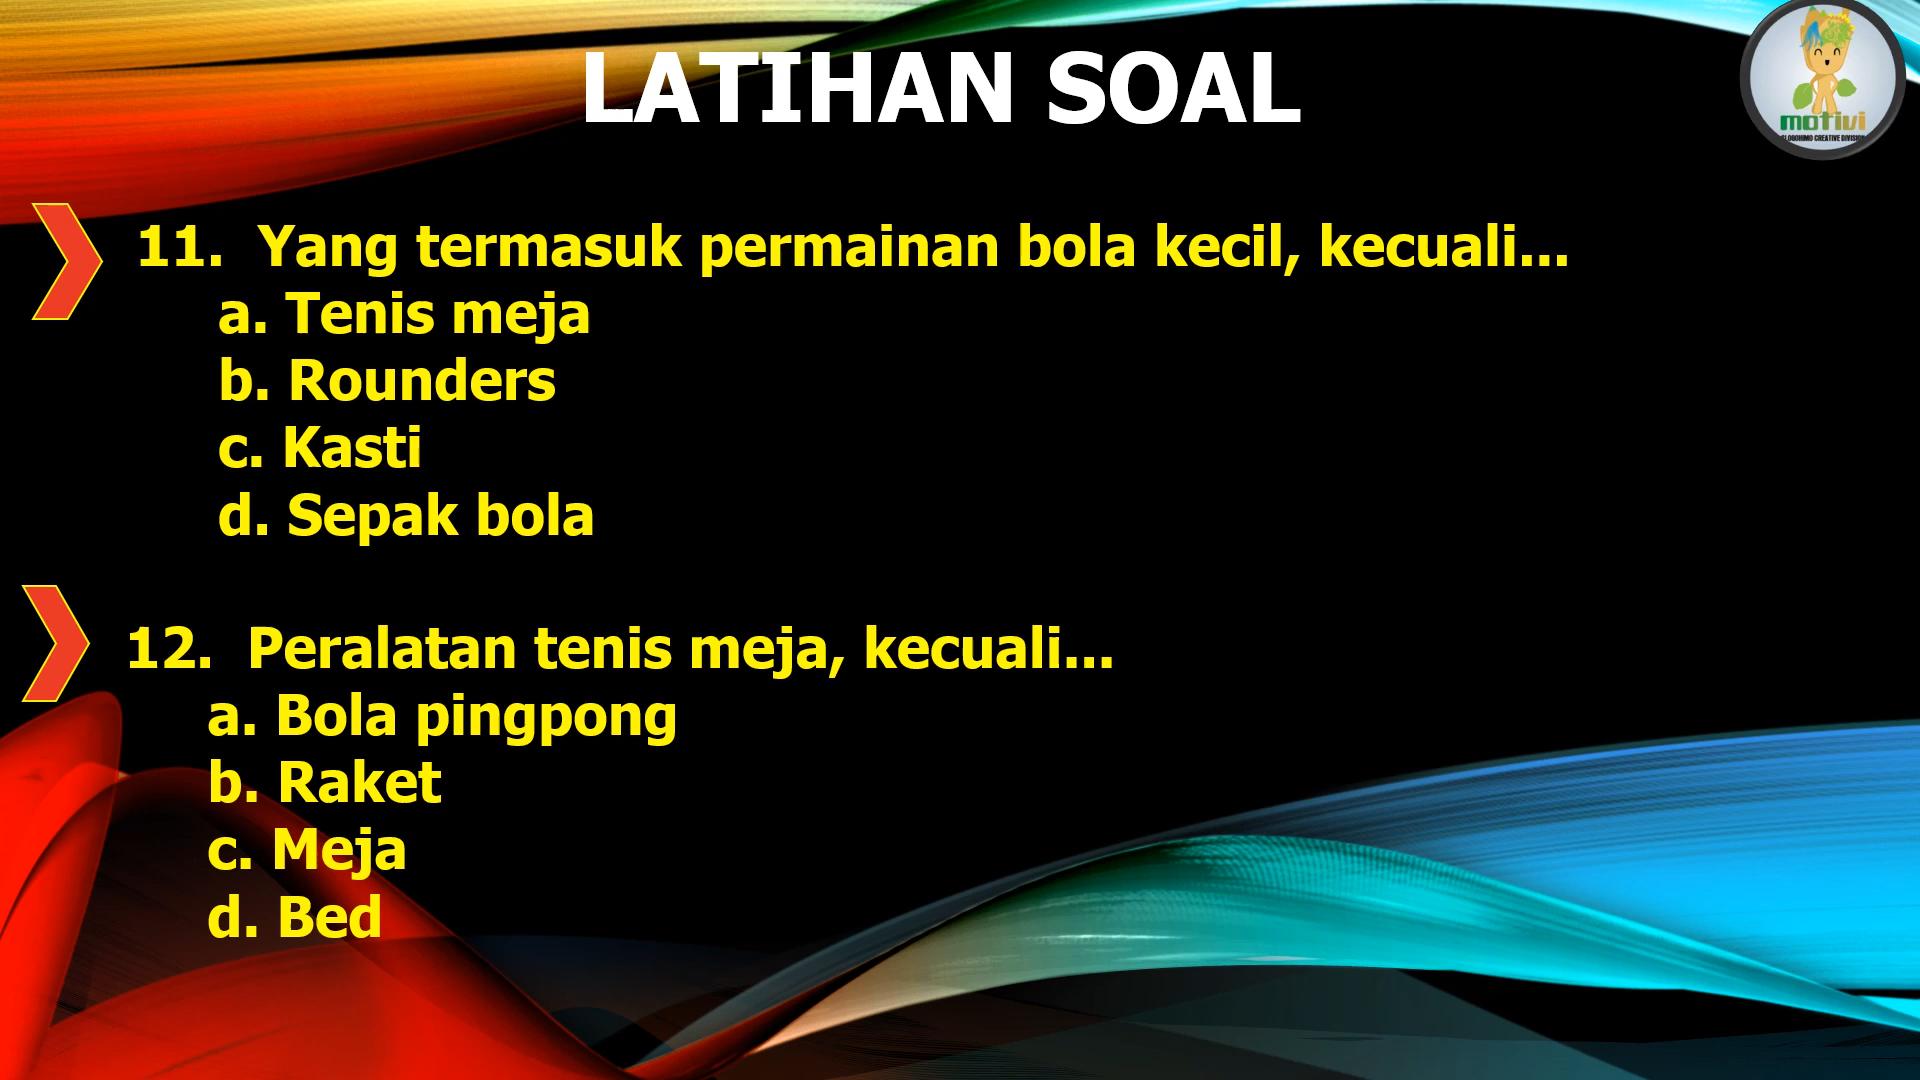 LATIHAN SOAL
motivi
11. Yang termasuk permainan bola kecil, kecuali...
a. Tenis meja
b. Rounders
c. Kasti
d. Sepak bola
12. Peralatan tenis meja, kecuali...
a. Bola pingpong
b. Raket
c. Meja
d. Bed